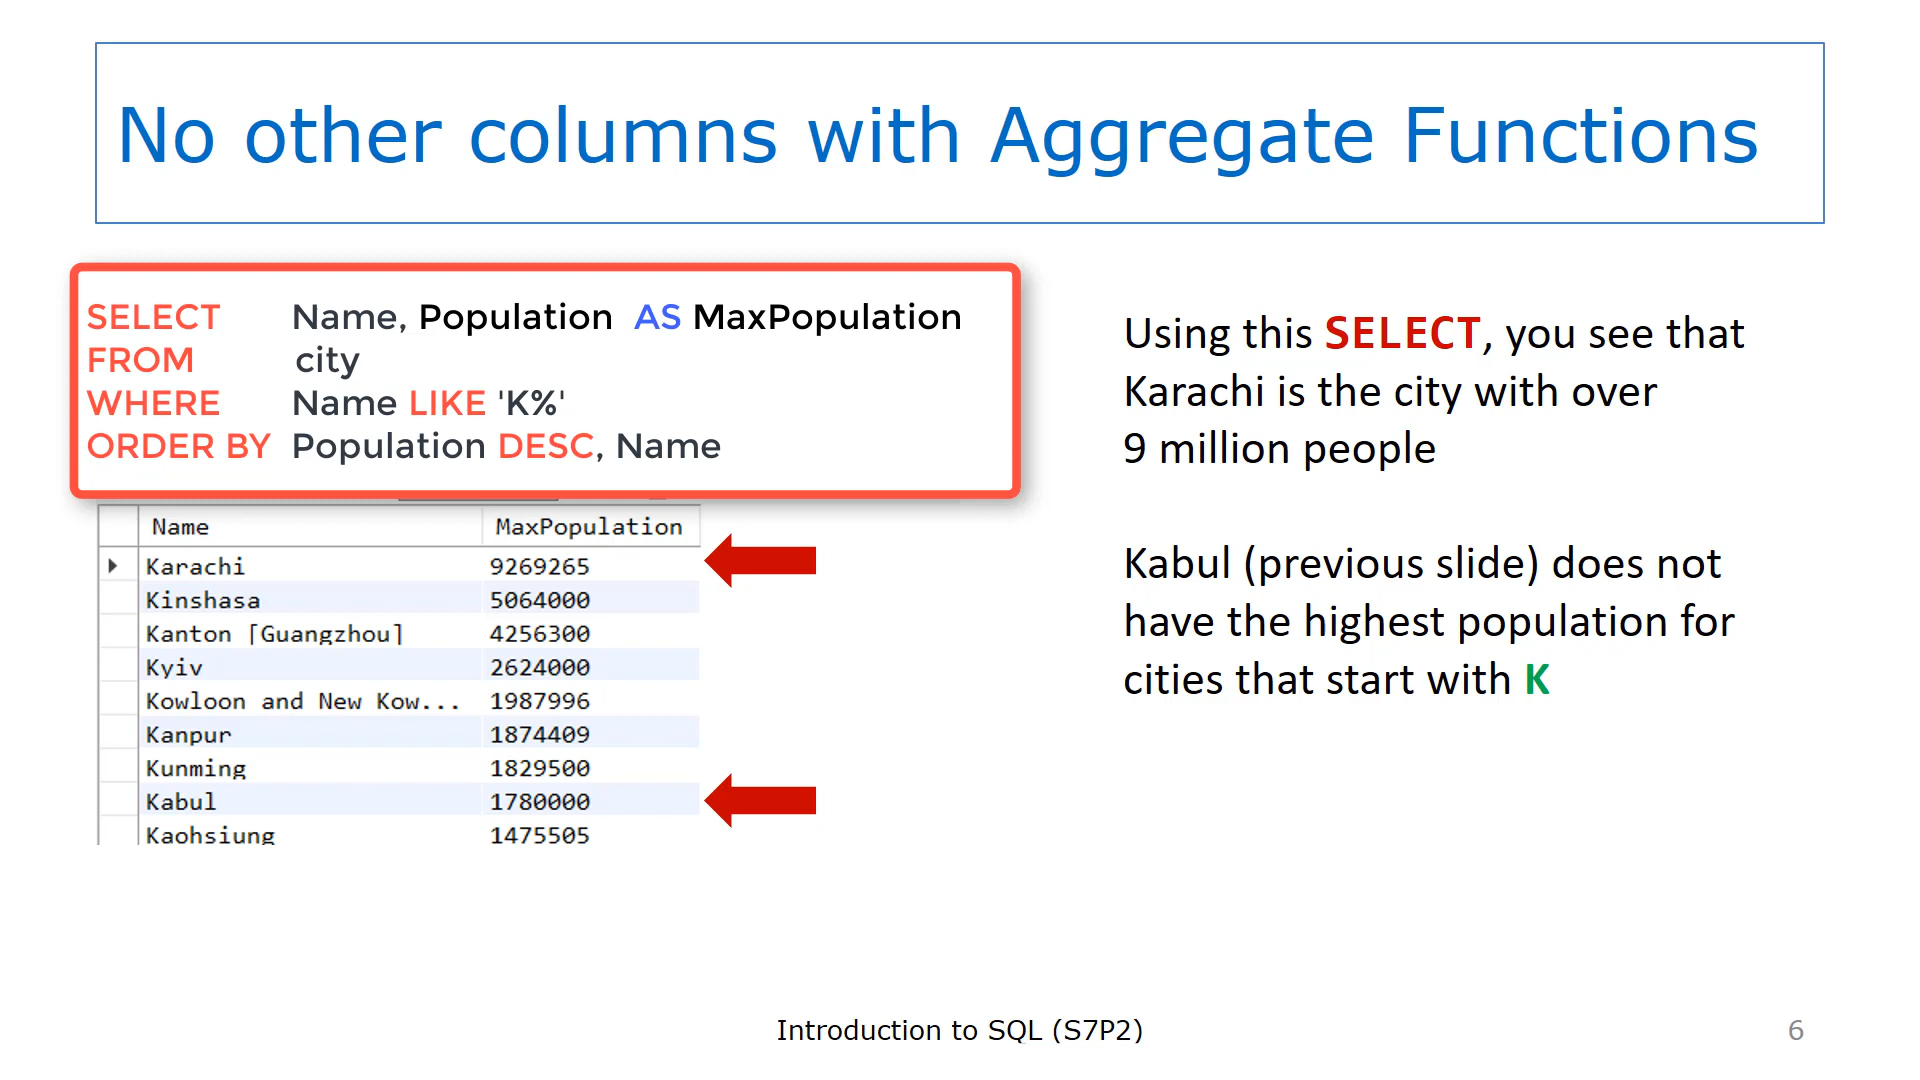 No other columns with Aggregate Functions
SELECT Name, Population AS MaxPopulation
FROM city
WHERE Name LIKE 'K%'
ORDER BY Population DESC, Name
Name MaxPopulation
Karachi 9269265
Kinshasa 5064000
Kanton [Guangzhou] 4256300
Kyiv 2624000
Kowloon and New Kow... 1987996
Kanpur 1874409
Kunming 1829500
Kabul 1780000
Kaohsiung 1475505
Using this SELECT, you see that
Karachi is the city with over
9 million people
Kabul (previous slide) does not
have the highest population for
cities that start with K
Introduction to SQL (S7P2)
6